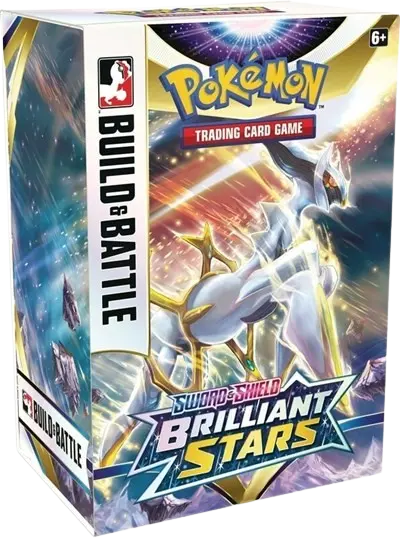 POKéMON
TRADING CARD GAME
6+
BUILD & BATTLE
SWORD & SHIELD
BRILLIANT
STARS
BUILD & BATTLE